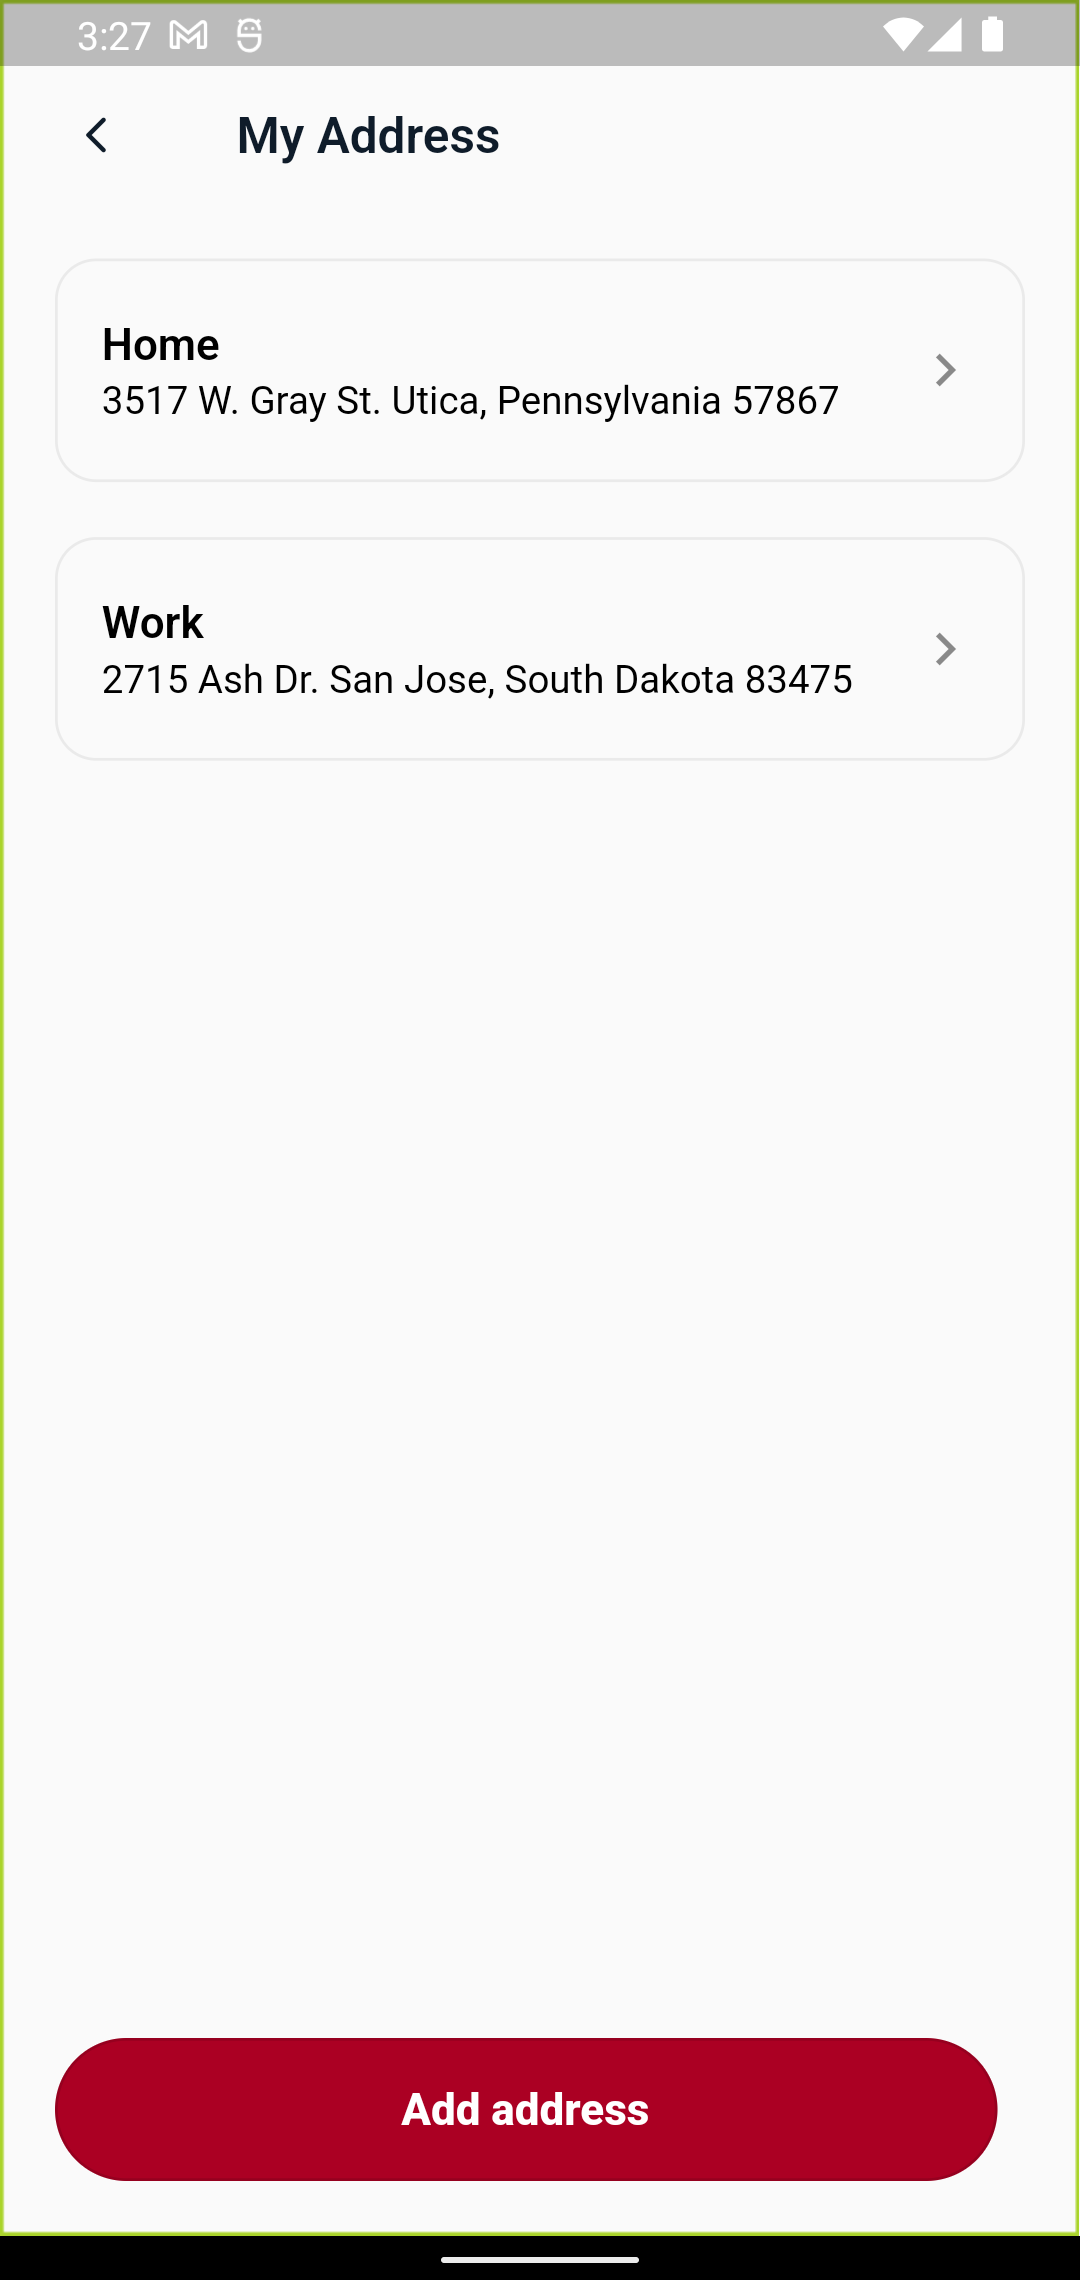 3:27
My Address
Home
3517 W. Gray St. Utica, Pennsylvania 57867
Work
2715 Ash Dr. San Jose, South Dakota 83475
Add address